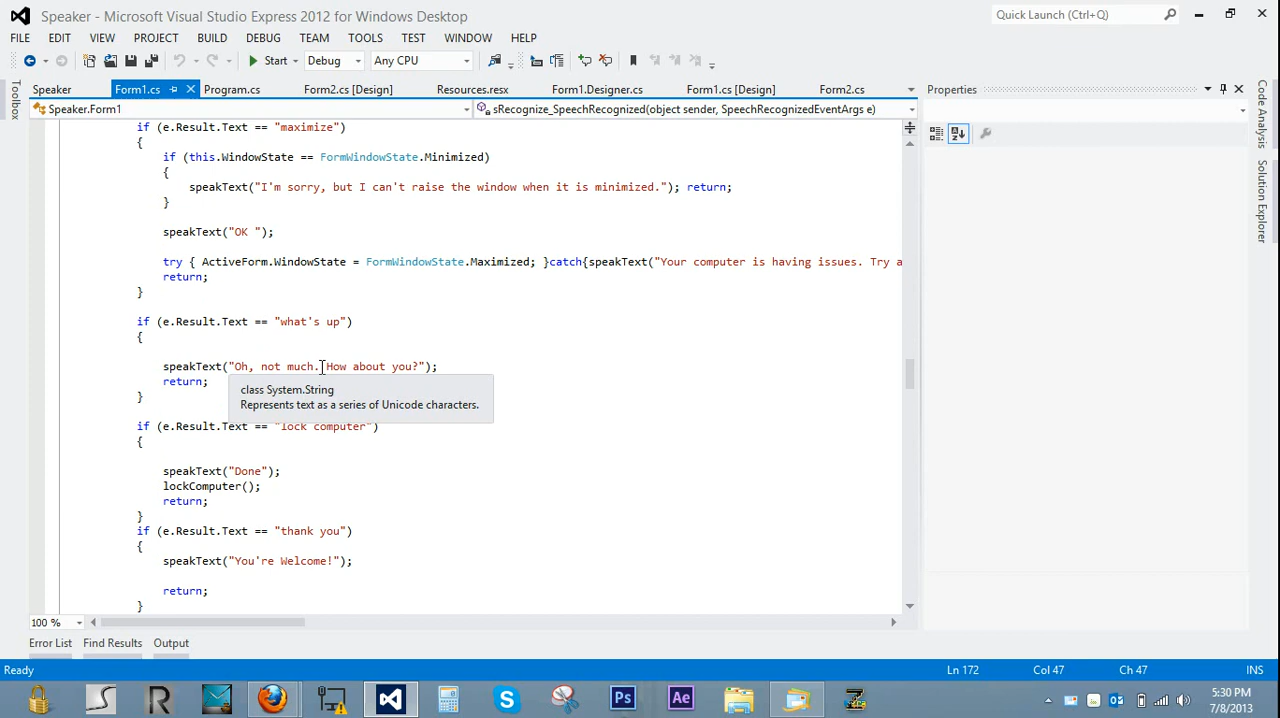 Speaker - Microsoft Visual Studio Express 2012 for Windows Desktop
Quick Launch (Ctrl+Q)
FILE EDIT VIEW PROJECT BUILD DEBUG TEAM TOOLS TEST WINDOW HELP
Start Debug Any CPU
Toolbox
Speaker Form1.cs Program.cs Form2.cs [Design] Resources.resx Form1.Designer.cs Form1.cs [Design] Form2.cs
Properties
Speaker.Form1 sRecognize_SpeechRecognized(object sender, SpeechRecognizedEventArgs e)
Code Analysis
Solution Explorer
if (e.Result.Text == "maximize")
{
if (this.WindowState == FormWindowState.Minimized)
{
speakText("I'm sorry, but I can't raise the window when it is minimized."); return;
}
speakText("OK ");
try { ActiveForm.WindowState = FormWindowState.Maximized; }catch{speakText("Your computer is having issues. Try a
return;
}
if (e.Result.Text == "what's up")
{
speakText("Oh, not much. How about you?");
return;
}
class System.String
Represents text as a series of Unicode characters.
if (e.Result.Text == "lock computer")
{
speakText("Done");
lockComputer();
return;
}
if (e.Result.Text == "thank you")
{
speakText("You're Welcome!");
return;
}
100 %
Error List Find Results Output
Ready Ln 172 Col 47 Ch 47 INS
R S Ps Ae
5:30 PM
7/8/2013